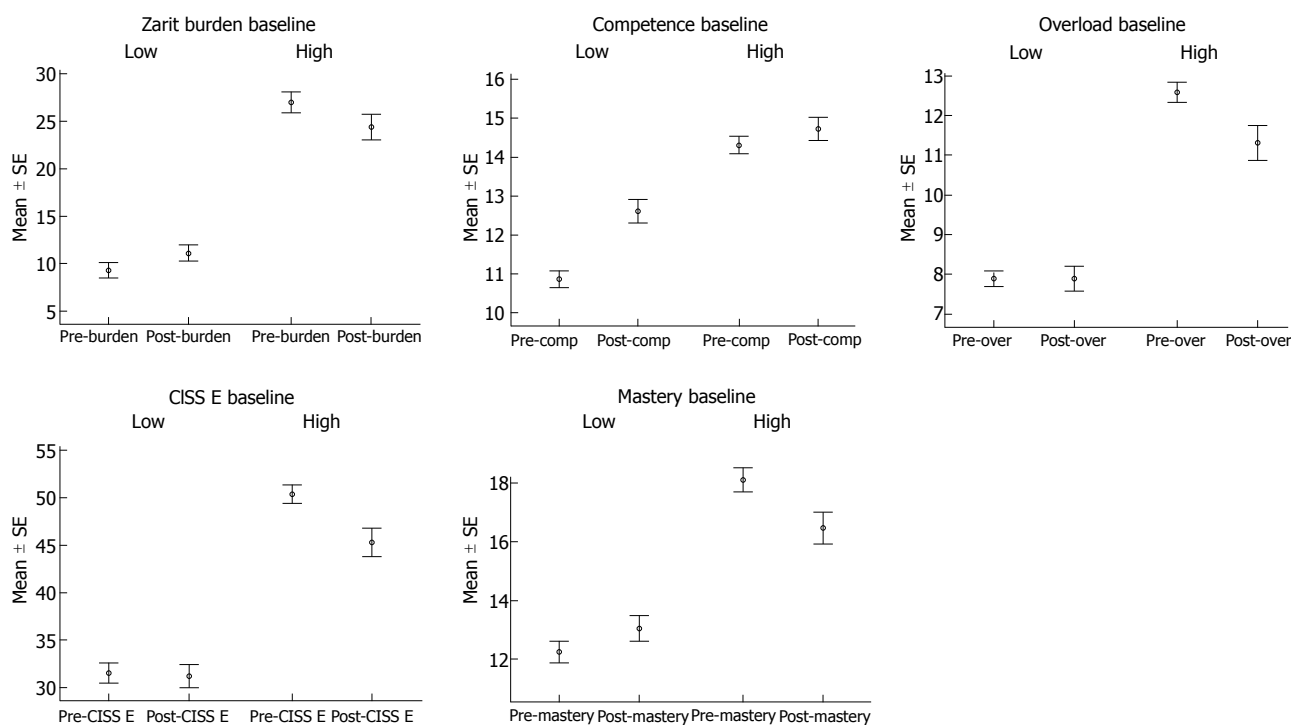 Zarit burden baseline
Low High
30
25
20
15
10
5
Mean ± SE
Pre-burden Post-burden Pre-burden Post-burden
Competence baseline
Low High
16
15
14
13
12
11
10
Mean ± SE
Pre-comp Post-comp Pre-comp Post-comp
Overload baseline
Low High
13
12
11
10
9
8
7
Mean ± SE
Pre-over Post-over Pre-over Post-over
CISS E baseline
Low High
55
50
45
40
35
30
Mean ± SE
Pre-CISS E Post-CISS E Pre-CISS E Post-CISS E
Mastery baseline
Low High
18
16
14
12
Mean ± SE
Pre-mastery Post-mastery Pre-mastery Post-mastery